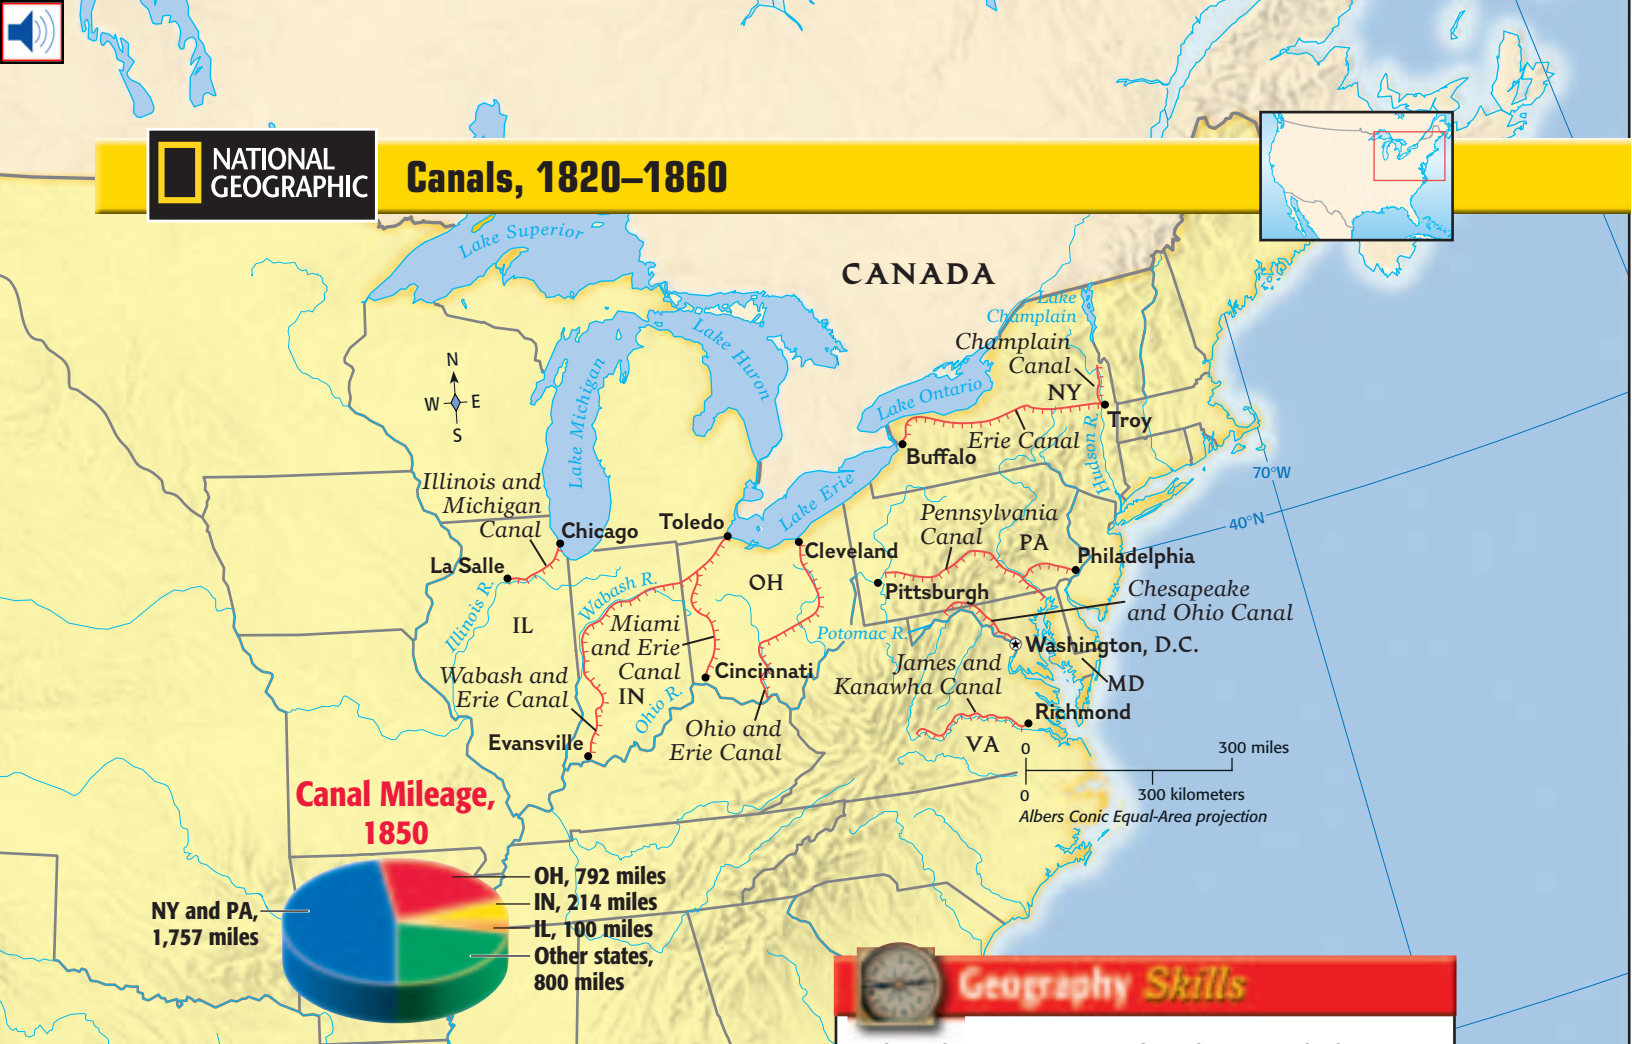 NATIONAL
GEOGRAPHIC
Canals, 1820–1860
Lake Superior
CANADA
Lake
Champlain
Champlain
Canal
Lake Huron
Lake Michigan
N
W E
S
Lake Ontario
NY
Troy
Erie Canal
Hudson R.
Buffalo
70°W
40°N
Illinois and
Michigan
Canal
Chicago
Toledo
Lake Erie
Pennsylvania
Canal
PA
Cleveland
Philadelphia
La Salle
Pittsburgh
OH
Wabash R.
Illinois R.
IL
Chesapeake
and Ohio Canal
Miami
and Erie
Canal
Potomac R.
Washington, D.C.
Cincinnati
James and
Kanawha Canal
MD
Wabash and
Erie Canal
IN
Ohio R.
Richmond
Ohio and
Erie Canal
VA
Evansville
0 300 miles
0 300 kilometers
Albers Conic Equal-Area projection
Canal Mileage,
1850
OH, 792 miles
IN, 214 miles
IL, 100 miles
Other states,
800 miles
NY and PA,
1,757 miles
Geography Skills